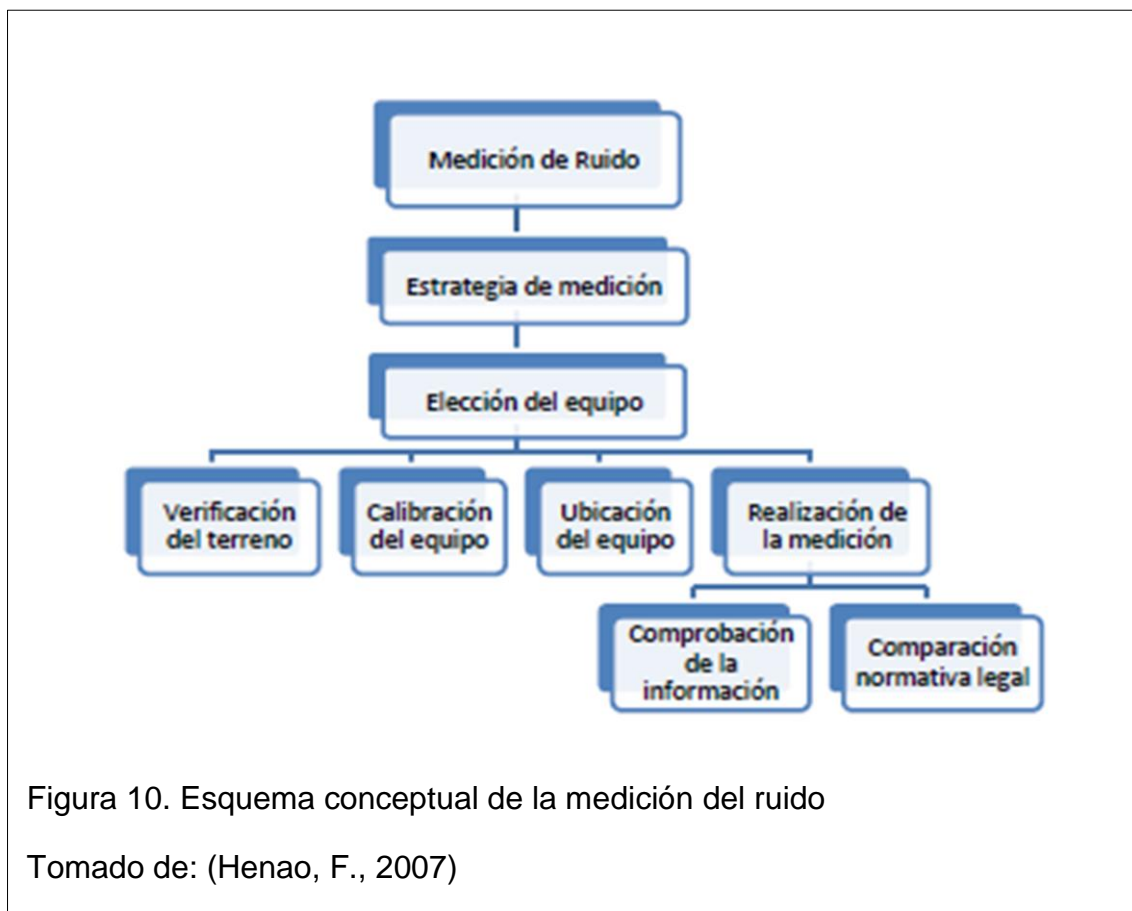 Medición de Ruido
Estrategia de medición
Elección del equipo
Verificación
del terreno
Calibración
del equipo
Ubicación
del equipo
Realización de
la medición
Comprobación
de la
información
Comparación
normativa legal
Figura 10. Esquema conceptual de la medición del ruido
Tomado de: (Henao, F., 2007)